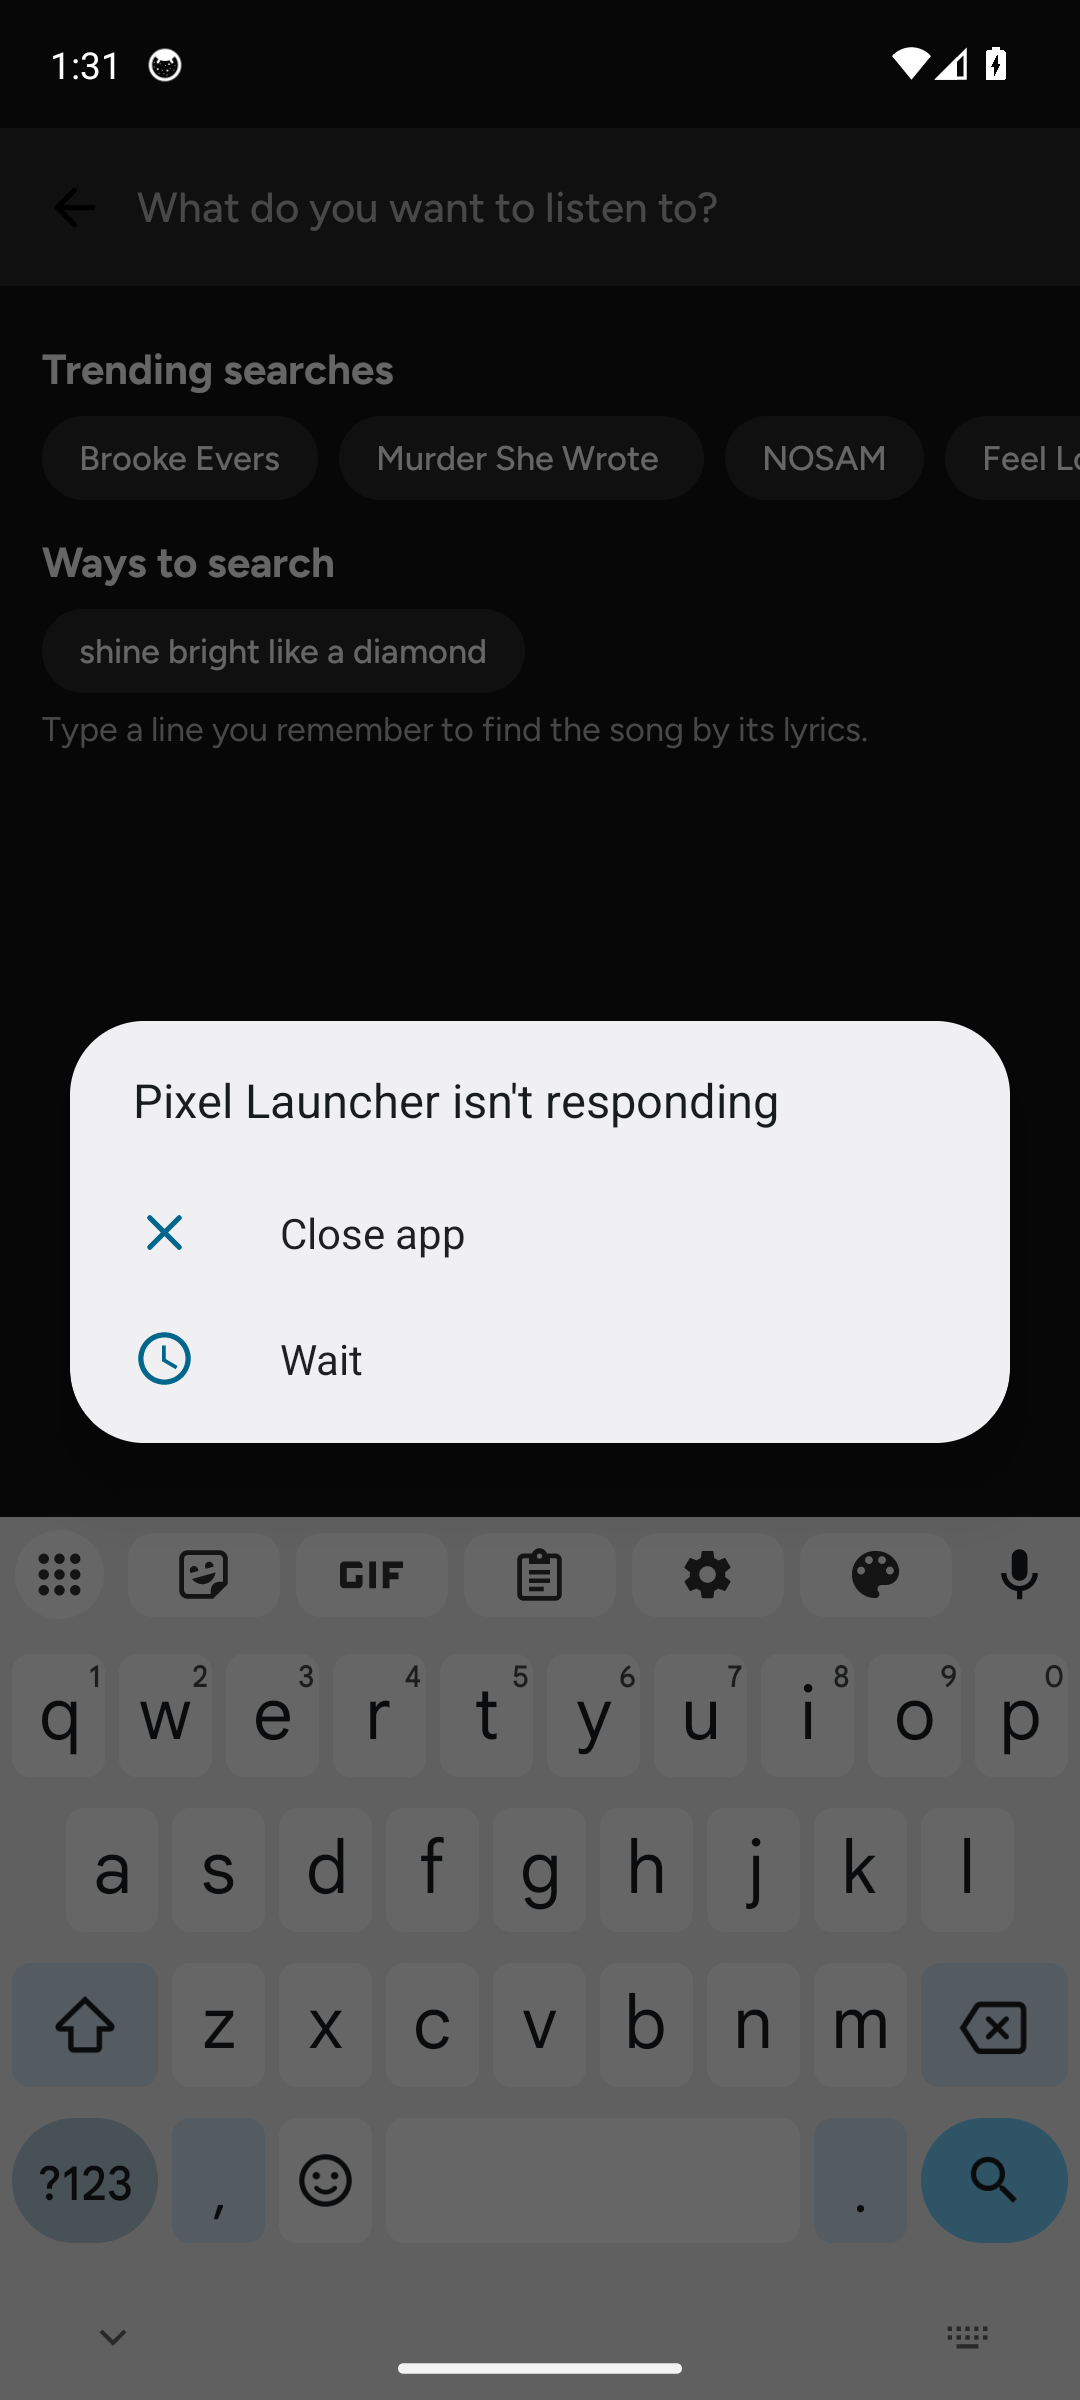 1:31
What do you want to listen to?
Trending searches
Brooke Evers Murder She Wrote NOSAM Feel Lo
Ways to search
shine bright like a diamond
Type a line you remember to find the song by its lyrics.
Pixel Launcher isn't responding
Close app
Wait
GIF
1 2 3 4 5 6 7 8 9 0
q w e r t y u i o p
a s d f g h j k l
z x c v b n m
?123 , .